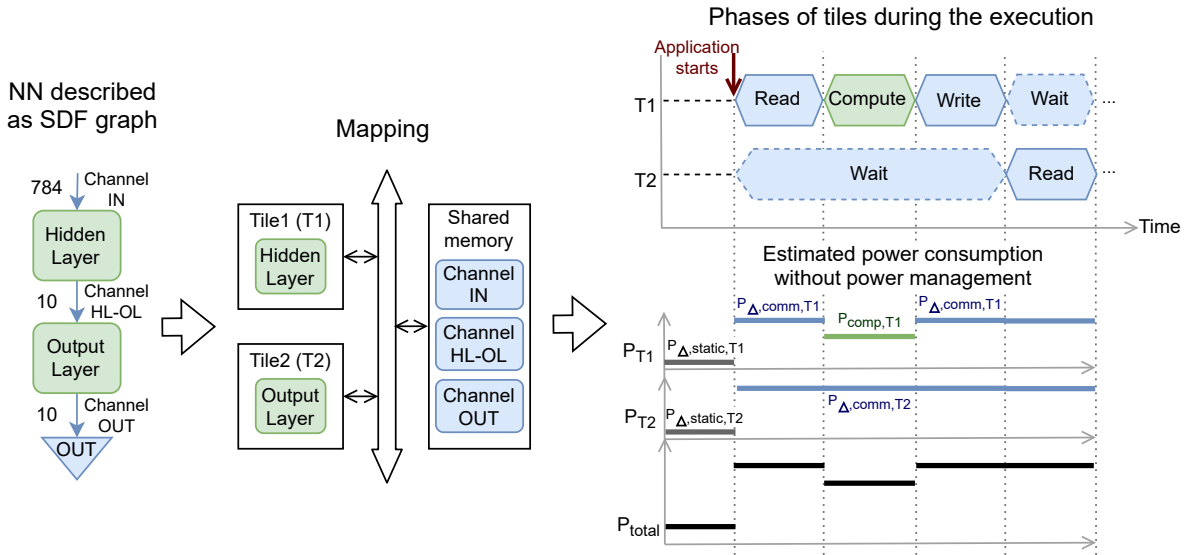 NN described
as SDF graph
784
Channel
IN
Hidden
Layer
10
Channel
HL-OL
Output
Layer
10
Channel
OUT
OUT
Mapping
Tile1 (T1)
Hidden
Layer
Tile2 (T2)
Output
Layer
Shared
memory
Channel
IN
Channel
HL-OL
Channel
OUT
Phases of tiles during the execution
Application
starts
T1
Read
Compute
Write
Wait
...
T2
Wait
Read
...
Time
Estimated power consumption
without power management
PΔ,comm,T1
Pcomp,T1
PΔ,comm,T1
PT1
PΔ,static,T1
PT2
PΔ,static,T2
PΔ,comm,T2
Ptotal